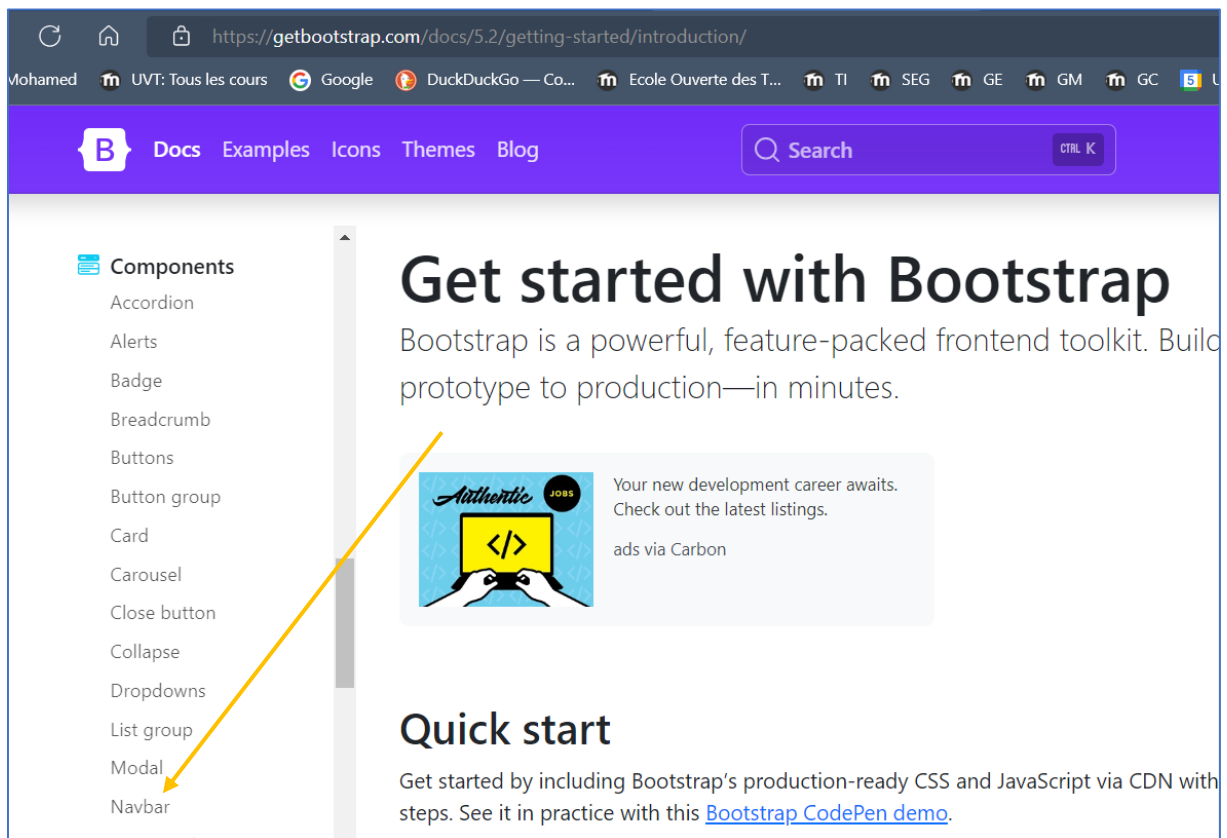 https://getbootstrap.com/docs/5.2/getting-started/introduction/
Mohamed UVT: Tous les cours Google DuckDuckGo — Co... Ecole Ouverte des T... TI SEG GE GM GC 5
B Docs Examples Icons Themes Blog Search CTRL K
Components
Accordion
Alerts
Badge
Breadcrumb
Buttons
Button group
Card
Carousel
Close button
Collapse
Dropdowns
List group
Modal
Navbar
Get started with Bootstrap
Bootstrap is a powerful, feature-packed frontend toolkit. Build
prototype to production—in minutes.
Authentic JOBS
</>
Your new development career awaits.
Check out the latest listings.
ads via Carbon
Quick start
Get started by including Bootstrap’s production-ready CSS and JavaScript via CDN with
steps. See it in practice with this Bootstrap CodePen demo.